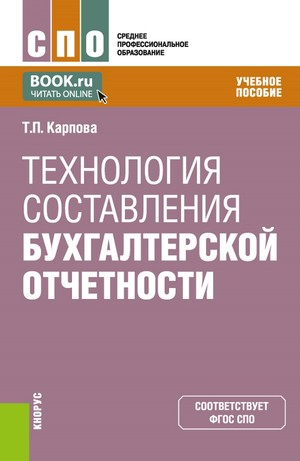 СПО
СРЕДНЕЕ
ПРОФЕССИОНАЛЬНОЕ
ОБРАЗОВАНИЕ
BOOK.ru
ЧИТАТЬ ONLINE
УЧЕБНОЕ
ПОСОБИЕ
Т.П. Карпова
ТЕХНОЛОГИЯ
СОСТАВЛЕНИЯ
БУХГАЛТЕРСКОЙ
ОТЧЕТНОСТИ
КНОРУС
СООТВЕТСТВУЕТ
ФГОС СПО